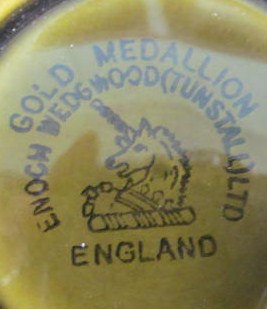 GOLD MEDALLION
ENOCH WEDGWOOD (TUNSTALL) LTD
ENGLAND